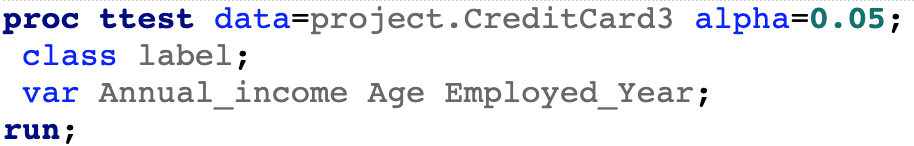 proc ttest data=project.CreditCard3 alpha=0.05;
class label;
var Annual_income Age Employed_Year;
run;